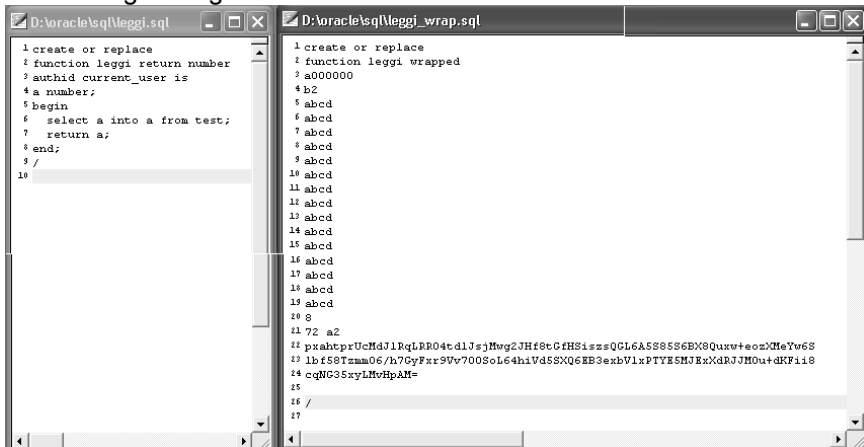 D:\oracle\sql\leggi.sql
1 create or replace
2 function leggi return number
3 authid current_user is
4 a number;
5 begin
6 select a into a from test;
7 return a;
8 end;
9 /
10
D:\oracle\sql\leggi_wrap.sql
1 create or replace
2 function leggi wrapped
3 a000000
4 b2
5 abcd
6 abcd
7 abcd
8 abcd
9 abcd
10 abcd
11 abcd
12 abcd
13 abcd
14 abcd
15 abcd
16 abcd
17 abcd
18 abcd
19 abcd
20 8
21 72 a2
22 pxahtprUcMdJlRqLRR04tdlJsjMwg2JHf8tGfHSiszsQGL6A5S85S6BX8Quxw+eozXMeYw6S
23 lbf58Tzmm06/h7GyFxr9Vv700SoL64hiVd5SXQ6EB3exbVlxPTYE5MJExXdRJJM0u+dKFii8
24 cqNG35xyLMvHpAM=
25
26 /
27